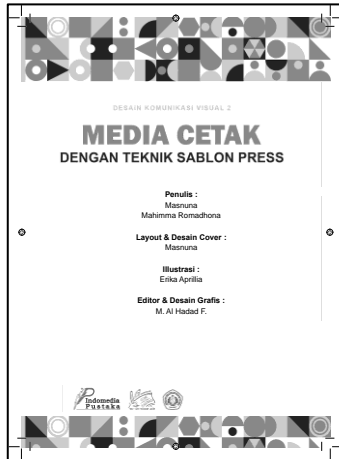 DESAIN KOMUNIKASI VISUAL 2
MEDIA CETAK
DENGAN TEKNIK SABLON PRESS
Penulis :
Masnuna
Mahimma Romadhona
Layout & Desain Cover :
Masnuna
Illustrasi :
Erika Aprillia
Editor & Desain Grafis :
M. Al Hadad F.
Indomedia
Pustaka